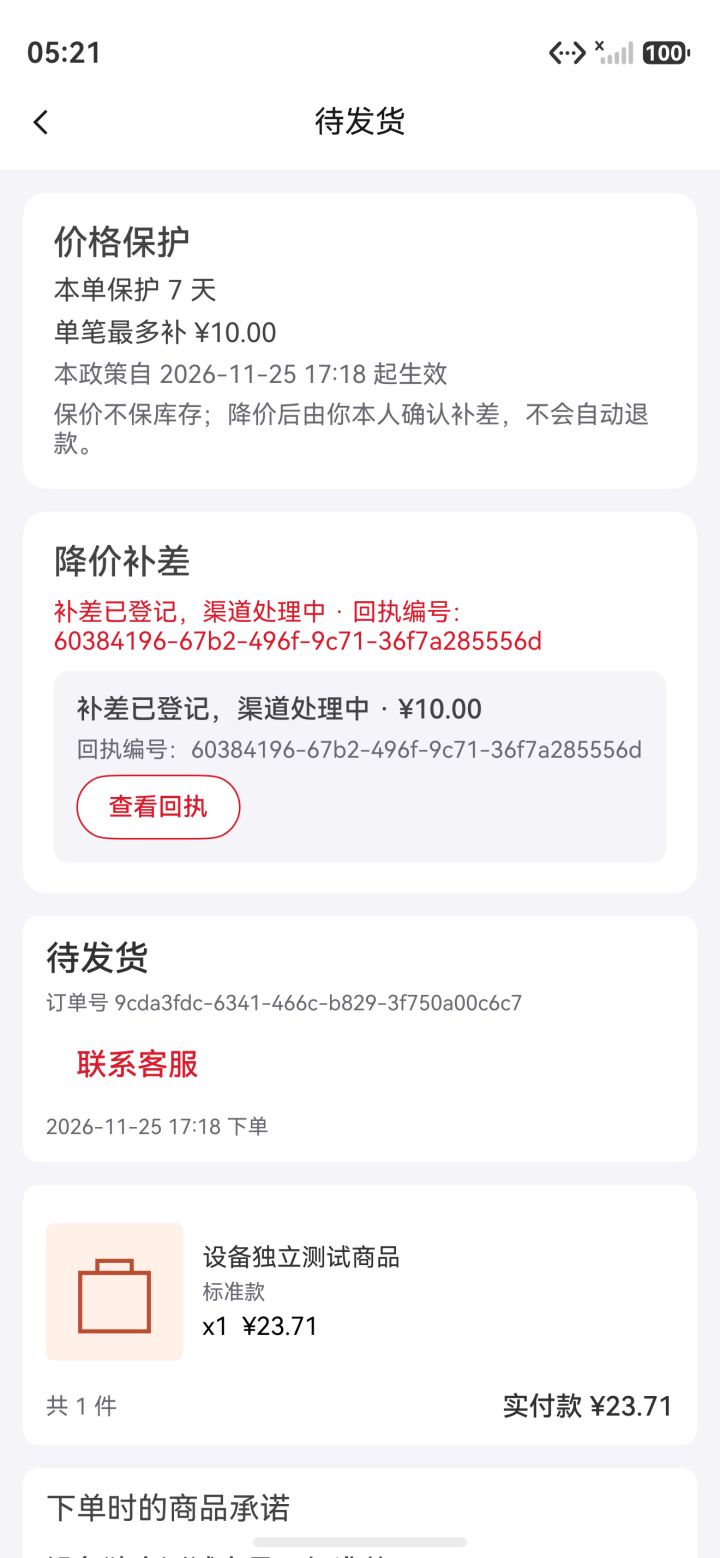 05:21
100
待发货
价格保护
本单保护 7 天
单笔最多补 ¥10.00
本政策自 2026-11-25 17:18 起生效
保价不保库存；降价后由你本人确认补差，不会自动退
款。
降价补差
补差已登记，渠道处理中 · 回执编号：
60384196-67b2-496f-9c71-36f7a285556d
补差已登记，渠道处理中 · ¥10.00
回执编号：60384196-67b2-496f-9c71-36f7a285556d
查看回执
待发货
订单号 9cda3fdc-6341-466c-b829-3f750a00c6c7
联系客服
2026-11-25 17:18 下单
设备独立测试商品
标准款
x1 ¥23.71
共 1 件
实付款 ¥23.71
下单时的商品承诺